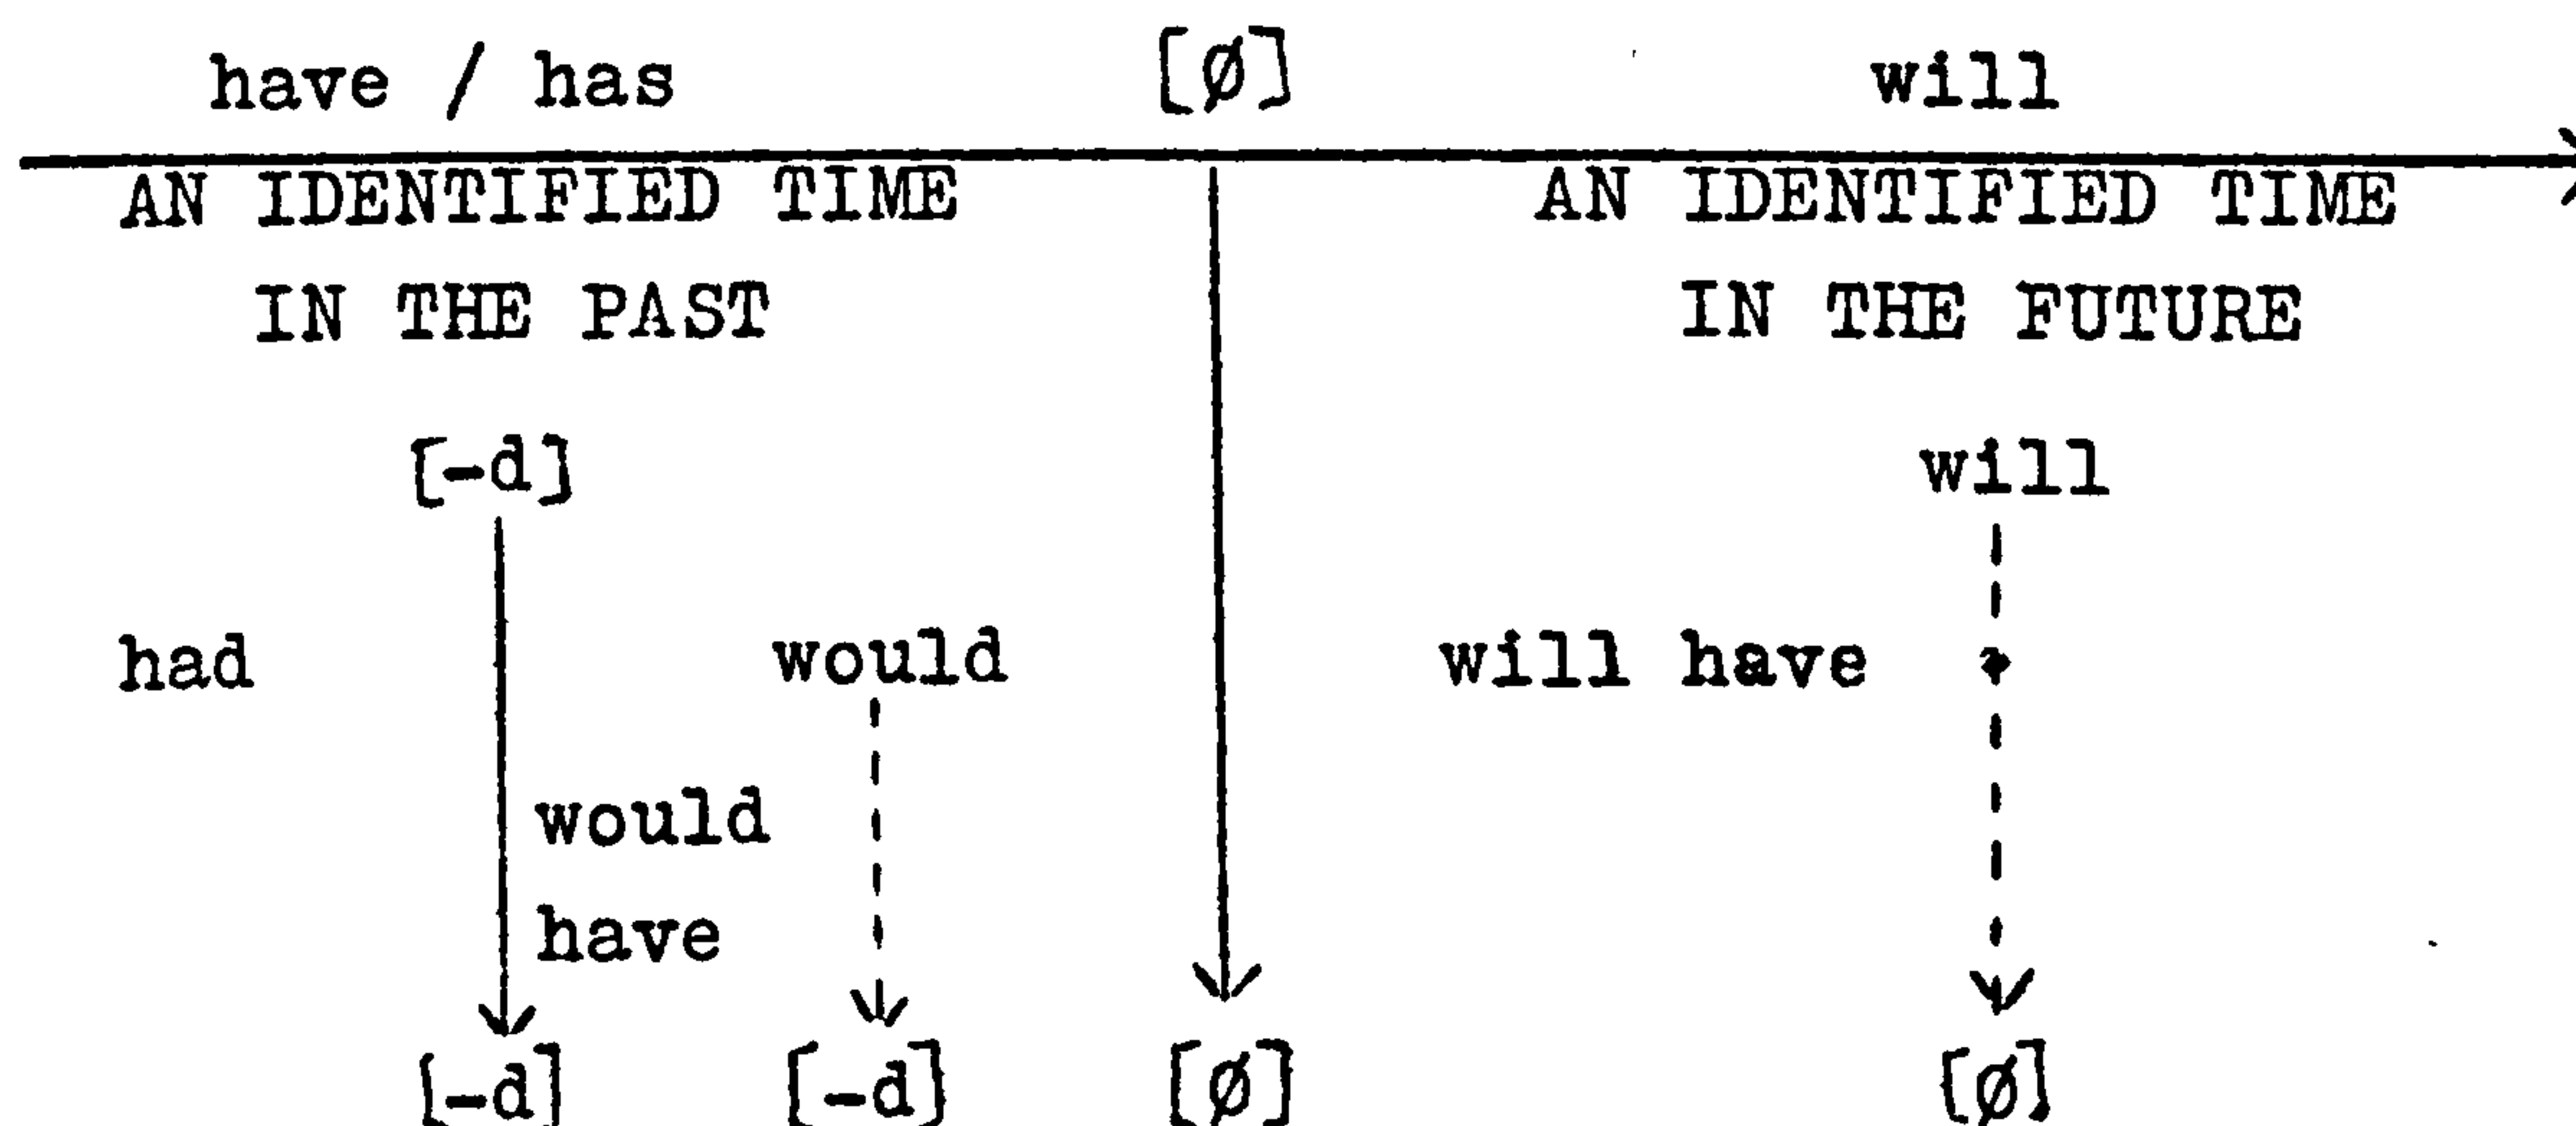 have / has [ø] will
AN IDENTIFIED TIME AN IDENTIFIED TIME
IN THE PAST IN THE FUTURE
[-d] will
had would will have
would
have
[-d] [-d] [ø] [ø]